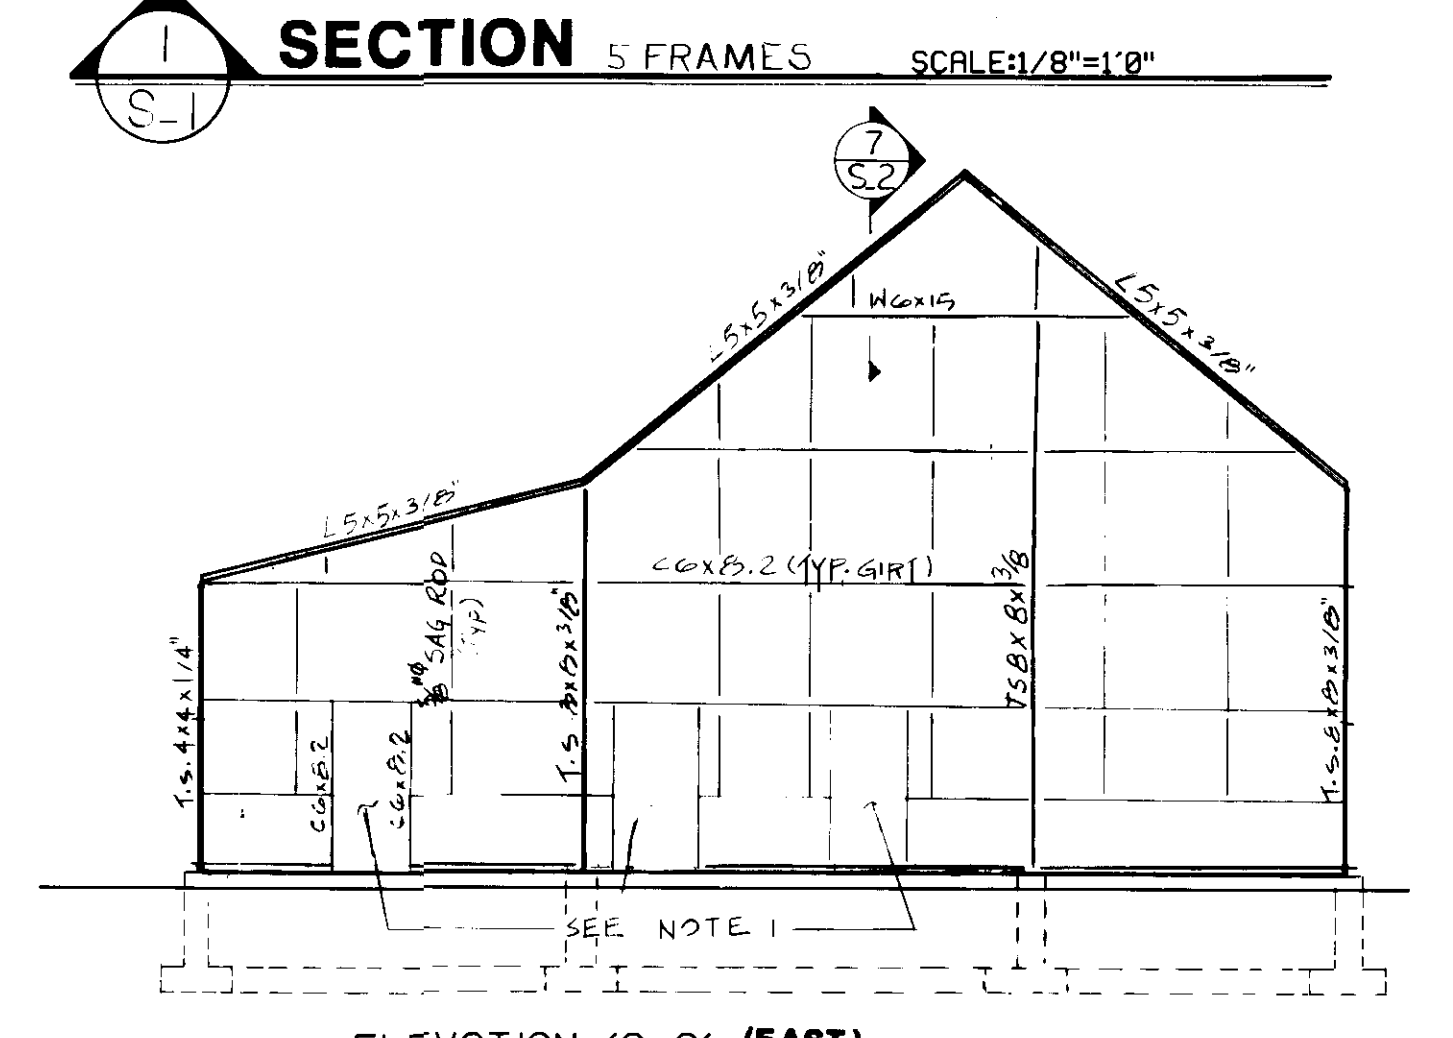 1
S-1
SECTION 5 FRAMES SCALE:1/8"=1'0"
7
S-2
L5x5x3/8"
W6x15
L5x5x3/8"
L5x5x3/8"
C6x8.2 (TYP. GIRT)
SAG ROD
(TYP)
T.S. 4x4x1/4"
C6x8.2
C6x8.2
T.S. 8x8x3/8"
TS 8x8x3/8
T.S. 8x8x3/8"
SEE NOTE 1
(EAST)